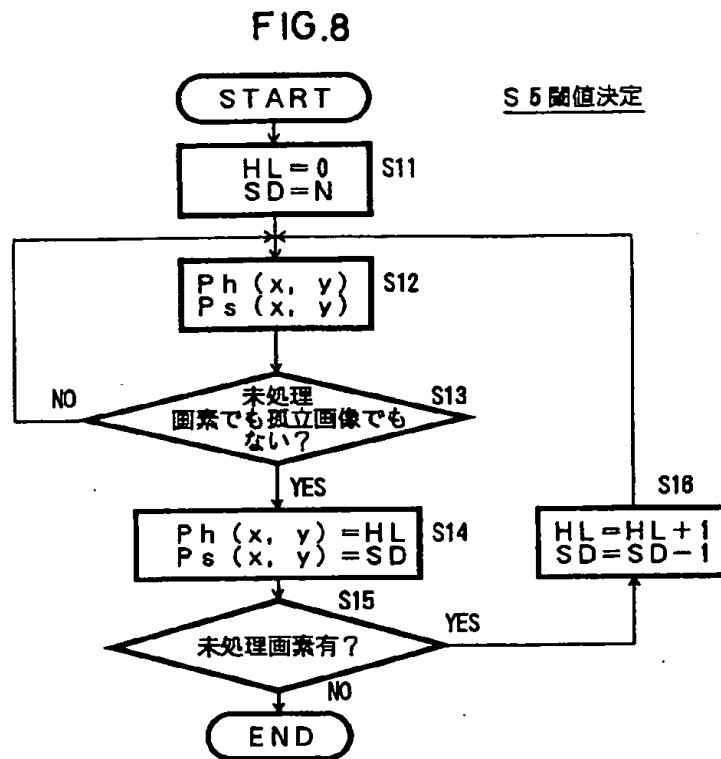 FIG.8
START
S5閾値決定
HL=0
SD=N
S11
Ph(x, y)
Ps(x, y)
S12
NO
未処理
画素でも孤立画像でも
ない?
S13
YES
Ph(x, y)=HL
Ps(x, y)=SD
S14
S16
HL=HL+1
SD=SD-1
S15
未処理画素有?
YES
NO
END